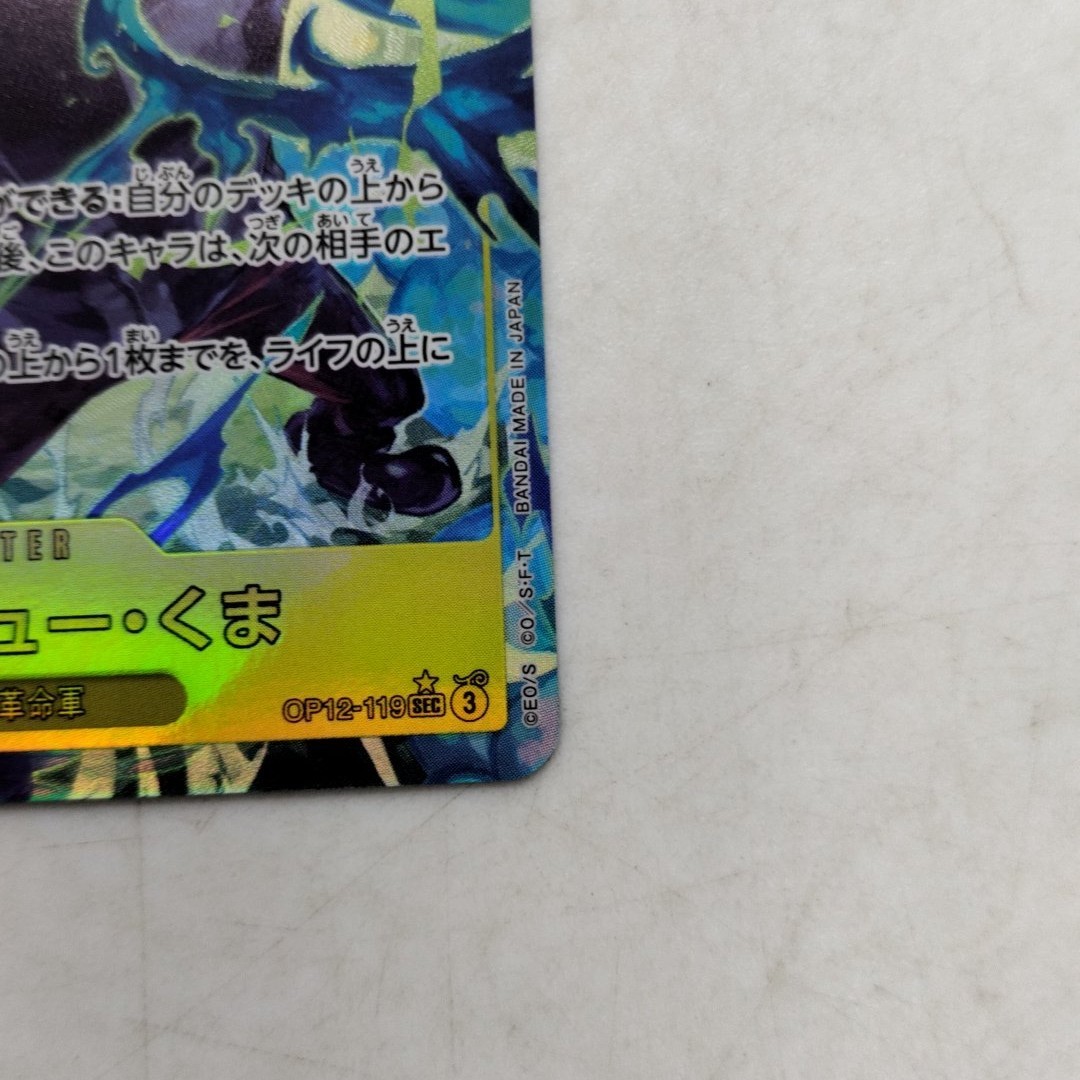 ができる:自分のデッキの上から
後、このキャラは、次の相手のエ
の上から1枚までを、ライフの上に
TER
ュー・くま
革命軍
OP12-119 SEC 3
©EO/S ©O/S・F・T BANDAI MADE IN JAPAN